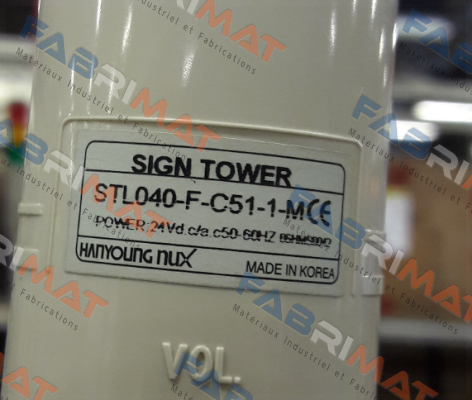 SIGN TOWER
STL040-F-C51-1-M CE
POWER:24Vd.c/a.c50-60HZ
HANYOUNG nux MADE IN KOREA
VOL.
FABRIMAT
Materiaux Industriel et Fabrications